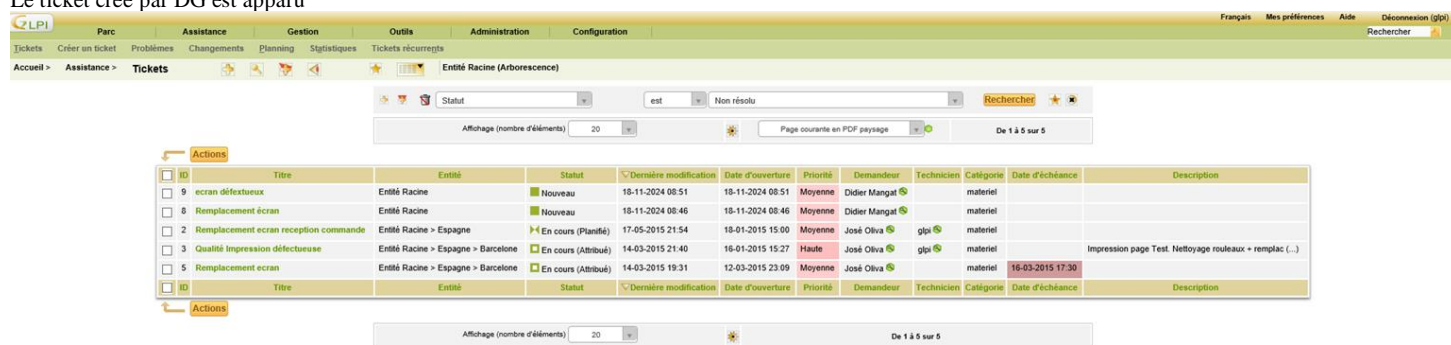 Le ticket créé par DG est apparu
GLPI
Français Mes préférences Aide Déconnexion (glpi)
Parc Assistance Gestion Outils Administration Configuration Rechercher
Tickets Créer un ticket Problèmes Changements Planning Statistiques Tickets récurrents
Accueil > Assistance > Tickets Entité Racine (Arborescence)
Statut est Non résolu Rechercher
Affichage (nombre d'éléments) 20 Page courante en PDF paysage De 1 à 5 sur 5
Actions
ID Titre Entité Statut Dernière modification Date d'ouverture Priorité Demandeur Technicien Catégorie Date d'échéance Description
9 ecran défextueux Entité Racine Nouveau 18-11-2024 08:51 18-11-2024 08:51 Moyenne Didier Mangat materiel
8 Remplacement écran Entité Racine Nouveau 18-11-2024 08:46 18-11-2024 08:46 Moyenne Didier Mangat materiel
2 Remplacement ecran reception commande Entité Racine > Espagne En cours (Planifié) 17-05-2015 21:54 18-01-2015 15:00 Moyenne José Oliva glpi materiel
3 Qualité Impression défectueuse Entité Racine > Espagne > Barcelone En cours (Attribué) 14-03-2015 21:40 16-01-2015 15:27 Haute José Oliva glpi materiel Impression page Test. Nettoyage rouleaux + remplac (...)
5 Remplacement ecran Entité Racine > Espagne > Barcelone En cours (Attribué) 14-03-2015 19:31 12-03-2015 23:09 Moyenne José Oliva materiel 16-03-2015 17:30
ID Titre Entité Statut Dernière modification Date d'ouverture Priorité Demandeur Technicien Catégorie Date d'échéance Description
Actions
Affichage (nombre d'éléments) 20 De 1 à 5 sur 5